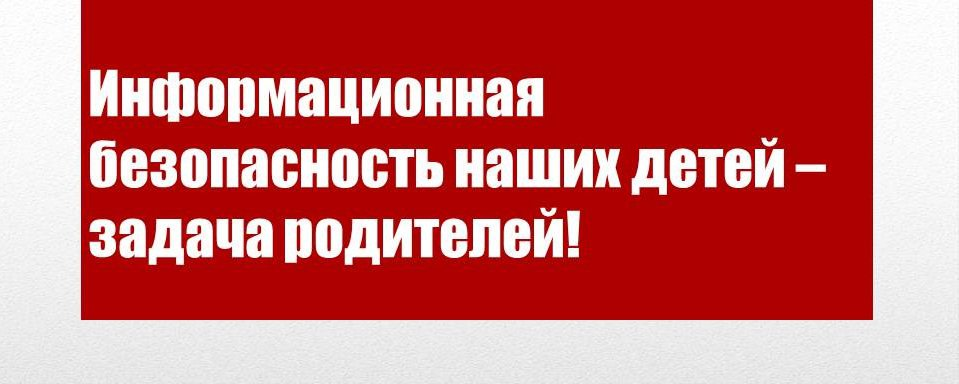 Информационная
безопасность наших детей –
задача родителей!